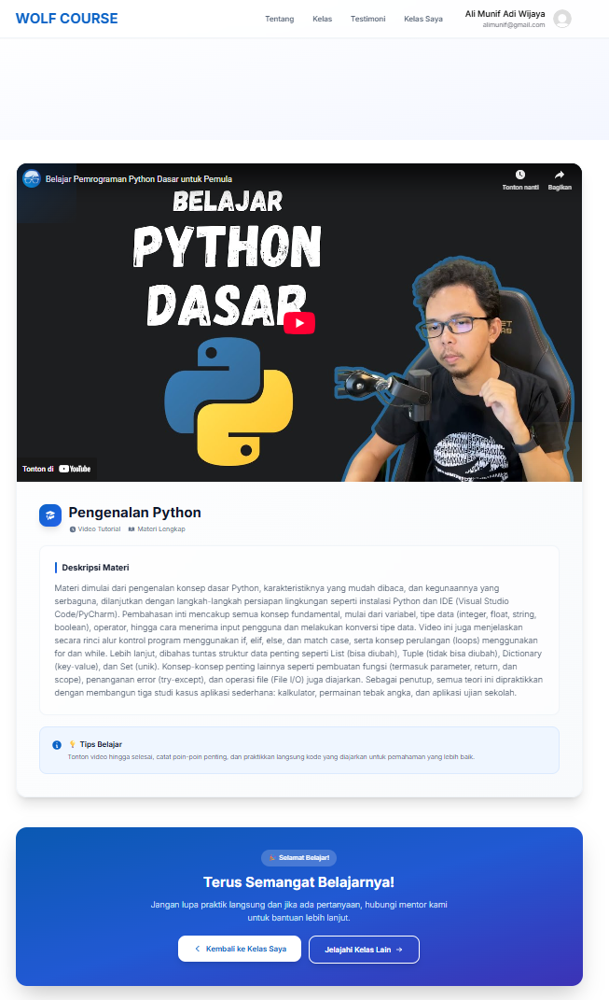 WOLF COURSE
Tentang
Kelas
Testimoni
Kelas Saya
Ali Munif Adi Wijaya
alimunif@gmail.com
Belajar Pemrograman Python Dasar untuk Pemula
Tonton nanti
Bagikan
BELAJAR
PYTHON
DASAR
Tonton di YouTube
Pengenalan Python
Video Tutorial
Materi Lengkap
Deskripsi Materi
Materi dimulai dari pengenalan konsep dasar Python, karakteristiknya yang mudah dibaca, dan kegunaannya yang
serbaguna, dilanjutkan dengan langkah-langkah persiapan lingkungan seperti instalasi Python dan IDE (Visual Studio
Code/PyCharm). Pembahasan inti mencakup semua konsep fundamental, mulai dari variabel, tipe data (integer, float, string,
boolean), operator, hingga cara menerima input pengguna dan melakukan konversi tipe data. Video ini juga menjelaskan
secara rinci alur kontrol program menggunakan if, elif, else, dan match case, serta konsep perulangan (loops) menggunakan
for dan while. Lebih lanjut, dibahas tuntas struktur data penting seperti List (bisa diubah), Tuple (tidak bisa diubah), Dictionary
(key-value), dan Set (unik). Konsep-konsep penting lainnya seperti pembuatan fungsi (termasuk parameter, return, dan
scope), penanganan error (try-except), dan operasi file (File I/O) juga diajarkan. Sebagai penutup, semua teori ini dipraktikkan
dengan membangun tiga studi kasus aplikasi sederhana: kalkulator, permainan tebak angka, dan aplikasi ujian sekolah.
Tips Belajar
Tonton video hingga selesai, catat poin-poin penting, dan praktikkan langsung kode yang diajarkan untuk pemahaman yang lebih baik.
Selamat Belajar!
Terus Semangat Belajarnya!
Jangan lupa praktik langsung dan jika ada pertanyaan, hubungi mentor kami
untuk bantuan lebih lanjut.
Kembali ke Kelas Saya
Jelajahi Kelas Lain →